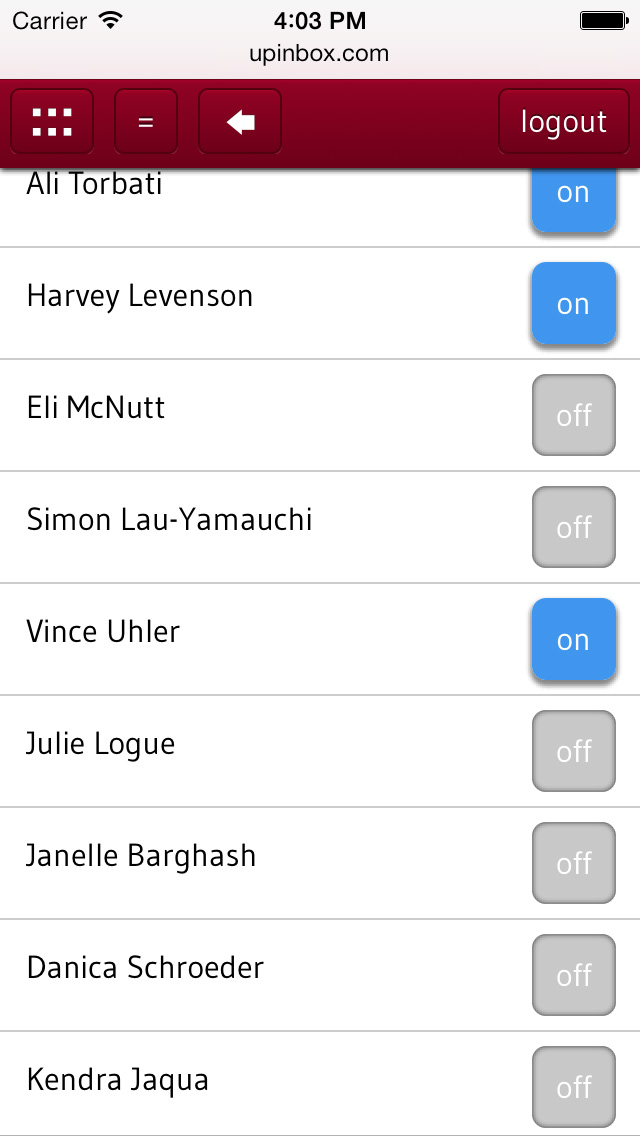 Carrier 4:03 PM
upinbox.com
= logout
Ali Torbati on
Harvey Levenson on
Eli McNutt off
Simon Lau-Yamauchi off
Vince Uhler on
Julie Logue off
Janelle Barghash off
Danica Schroeder off
Kendra Jaqua off